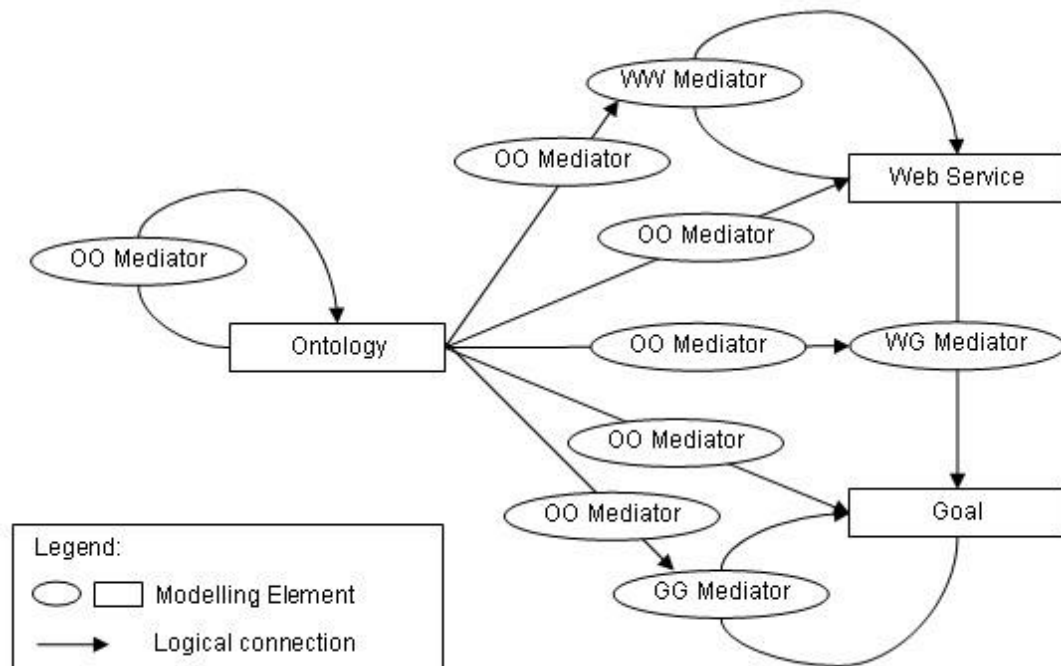 WW Mediator
OO Mediator
Web Service
OO Mediator
OO Mediator
Ontology
OO Mediator
WG Mediator
OO Mediator
OO Mediator
Goal
GG Mediator
Legend:
Modelling Element
Logical connection